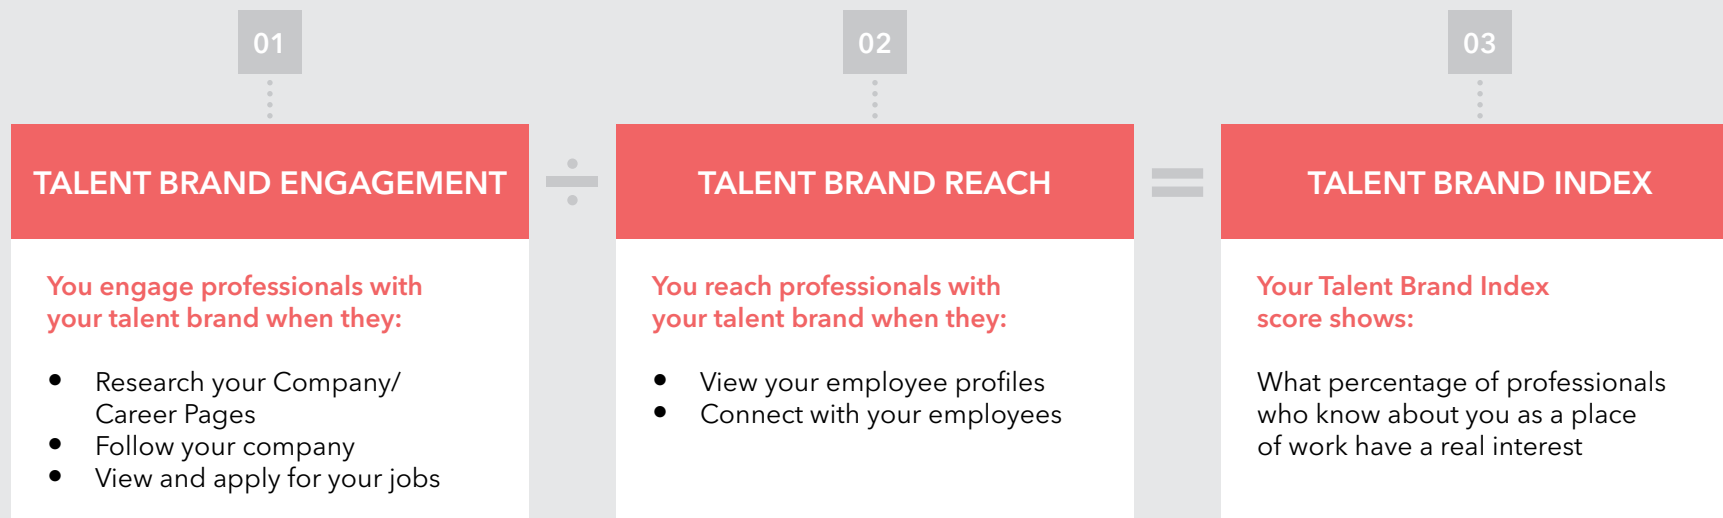 01
TALENT BRAND ENGAGEMENT
You engage professionals with
your talent brand when they:
• Research your Company/
Career Pages
• Follow your company
• View and apply for your jobs
÷
02
TALENT BRAND REACH
You reach professionals with
your talent brand when they:
• View your employee profiles
• Connect with your employees
=
03
TALENT BRAND INDEX
Your Talent Brand Index
score shows:
What percentage of professionals
who know about you as a place
of work have a real interest